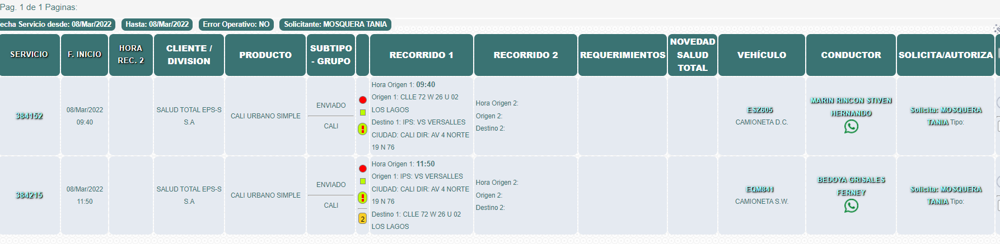 Pag. 1 de 1 Paginas:
echa Servicio desde: 08/Mar/2022 Hasta: 08/Mar/2022 Error Operativo: NO Solicitante: MOSQUERA TANIA
SERVICIO
F. INICIO
HORA
REC. 2
CLIENTE /
DIVISION
PRODUCTO
SUBTIPO
- GRUPO
RECORRIDO 1
RECORRIDO 2
REQUERIMIENTOS
NOVEDAD
SALUD
TOTAL
VEHÍCULO
CONDUCTOR
SOLICITA/AUTORIZA
384152
08/Mar/2022
09:40
SALUD TOTAL EPS-S
S.A
CALI URBANO SIMPLE
ENVIADO
CALI
!
Hora Origen 1: 09:40
Origen 1: CLLE 72 W 26 U 02
LOS LAGOS
Destino 1: IPS: VS VERSALLES
CIUDAD: CALI DIR: AV 4 NORTE
19 N 76
Hora Origen 2:
Origen 2:
Destino 2:
ESZ605
CAMIONETA D.C.
MARIN RINCON STIVEN
HERNANDO
Solicita: MOSQUERA
TANIA Tipo:
384215
08/Mar/2022
11:50
SALUD TOTAL EPS-S
S.A
CALI URBANO SIMPLE
ENVIADO
CALI
!
2
Hora Origen 1: 11:50
Origen 1: IPS: VS VERSALLES
CIUDAD: CALI DIR: AV 4 NORTE
19 N 76
Destino 1: CLLE 72 W 26 U 02
LOS LAGOS
Hora Origen 2:
Origen 2:
Destino 2:
EQM841
CAMIONETA S.W.
BEDOYA GRISALES
FERNEY
Solicita: MOSQUERA
TANIA Tipo: